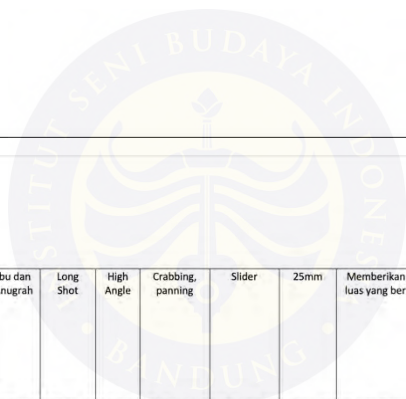 INSTITUT SENI BUDAYA INDONESIA
BANDUNG
bu dan Long High Crabbing, Slider 25mm Memberikan
nugrah Shot Angle panning luas yang ber